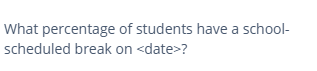 What percentage of students have a school-
scheduled break on <date>?